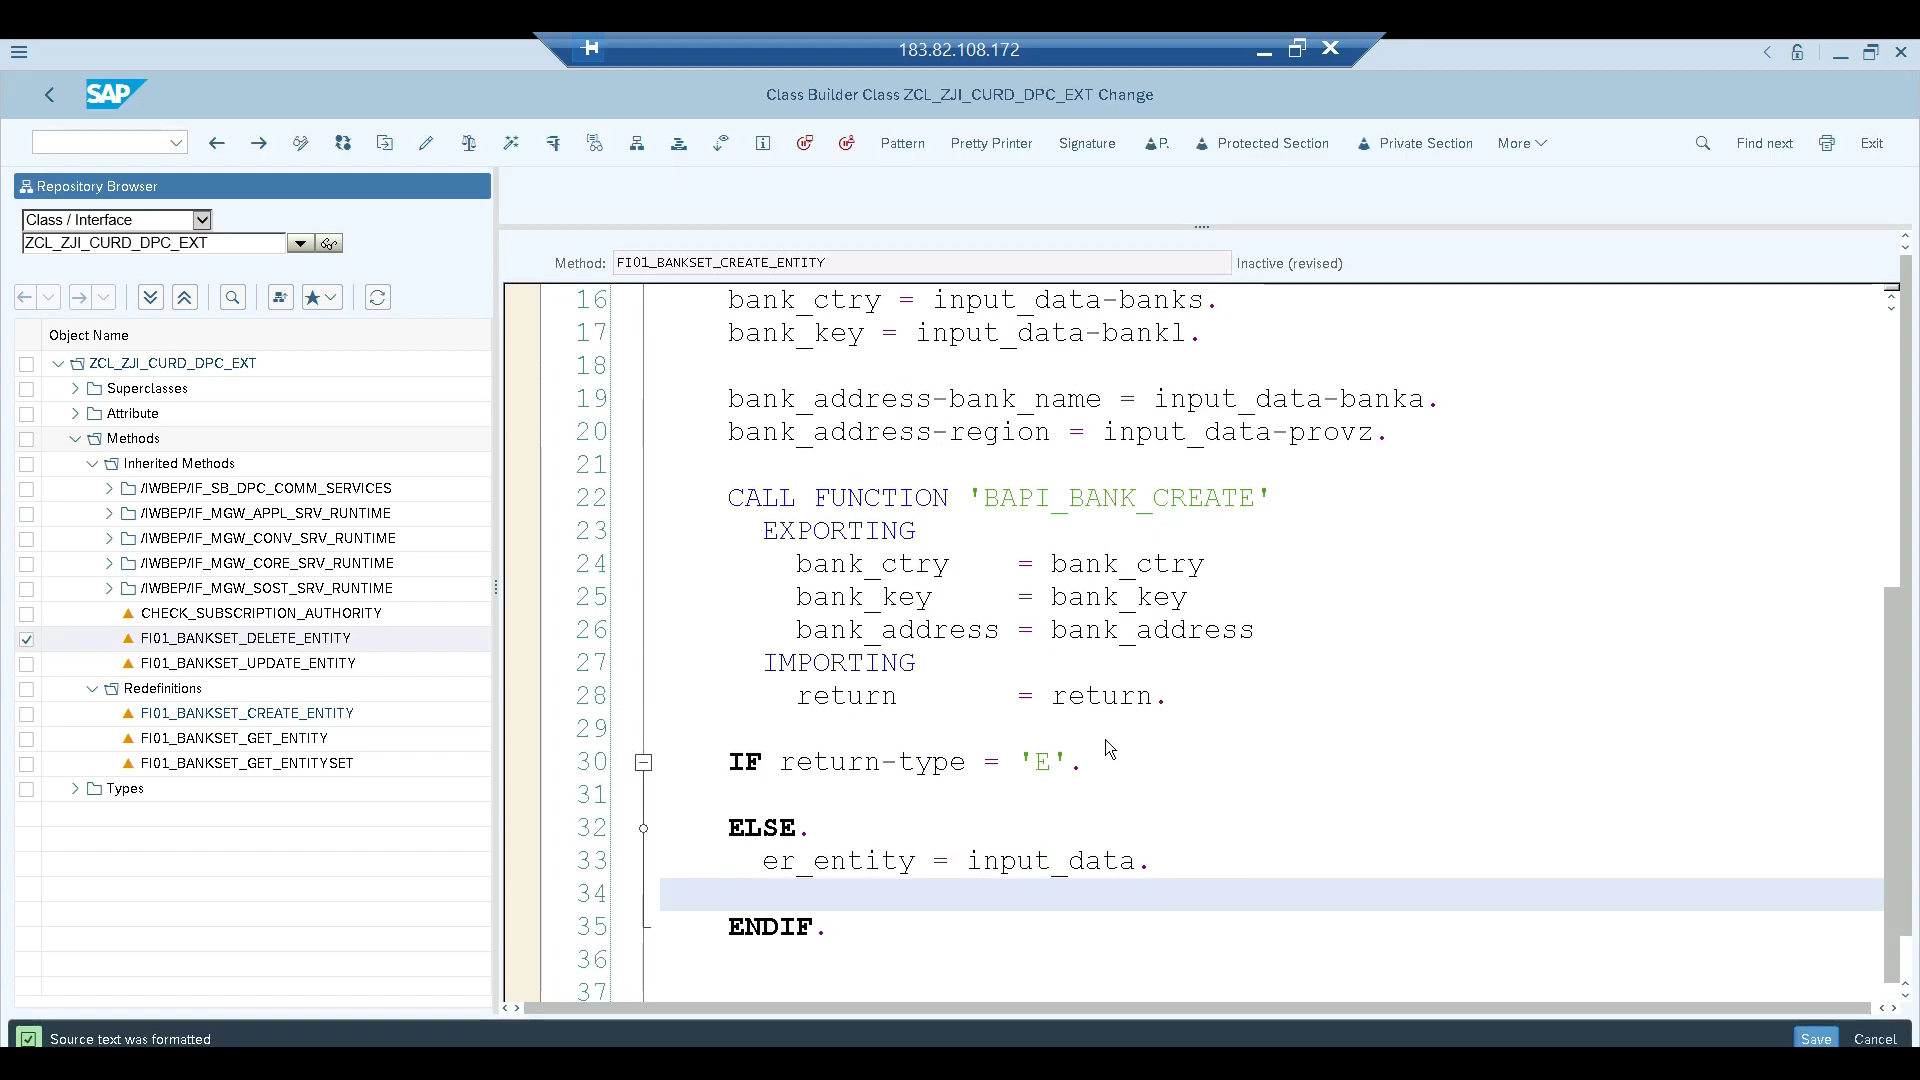 183.82.108.172
SAP
Class Builder Class ZCL_ZJI_CURD_DPC_EXT Change
Pattern
Pretty Printer
Signature
P.
Protected Section
Private Section
More
Find next
Exit
Repository Browser
Class / Interface
ZCL_ZJI_CURD_DPC_EXT
Object Name
ZCL_ZJI_CURD_DPC_EXT
Superclasses
Attribute
Methods
Inherited Methods
/IWBEP/IF_SB_DPC_COMM_SERVICES
/IWBEP/IF_MGW_APPL_SRV_RUNTIME
/IWBEP/IF_MGW_CONV_SRV_RUNTIME
/IWBEP/IF_MGW_CORE_SRV_RUNTIME
/IWBEP/IF_MGW_SOST_SRV_RUNTIME
CHECK_SUBSCRIPTION_AUTHORITY
FI01_BANKSET_DELETE_ENTITY
FI01_BANKSET_UPDATE_ENTITY
Redefinitions
FI01_BANKSET_CREATE_ENTITY
FI01_BANKSET_GET_ENTITY
FI01_BANKSET_GET_ENTITYSET
Types
Method: FI01_BANKSET_CREATE_ENTITY Inactive (revised)
16 bank_ctry = input_data-banks.
17 bank_key = input_data-bankl.
18
19 bank_address-bank_name = input_data-banka.
20 bank_address-region = input_data-provz.
21
22 CALL FUNCTION 'BAPI_BANK_CREATE'
23 EXPORTING
24 bank_ctry = bank_ctry
25 bank_key = bank_key
26 bank_address = bank_address
27 IMPORTING
28 return = return.
29
30 IF return-type = 'E'.
31
32 ELSE.
33 er_entity = input_data.
34
35 ENDIF.
36
37
Source text was formatted
Save
Cancel